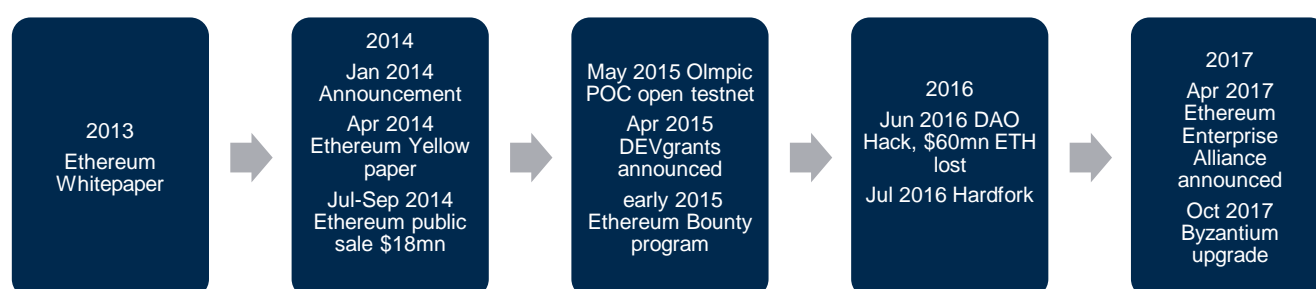 2013
Ethereum
Whitepaper
2014
Jan 2014
Announcement
Apr 2014
Ethereum Yellow
paper
Jul-Sep 2014
Ethereum public
sale $18mn
May 2015 Olmpic
POC open testnet
Apr 2015
DEVgrants
announced
early 2015
Ethereum Bounty
program
2016
Jun 2016 DAO
Hack, $60mn ETH
lost
Jul 2016 Hardfork
2017
Apr 2017
Ethereum
Enterprise
Alliance
announced
Oct 2017
Byzantium
upgrade